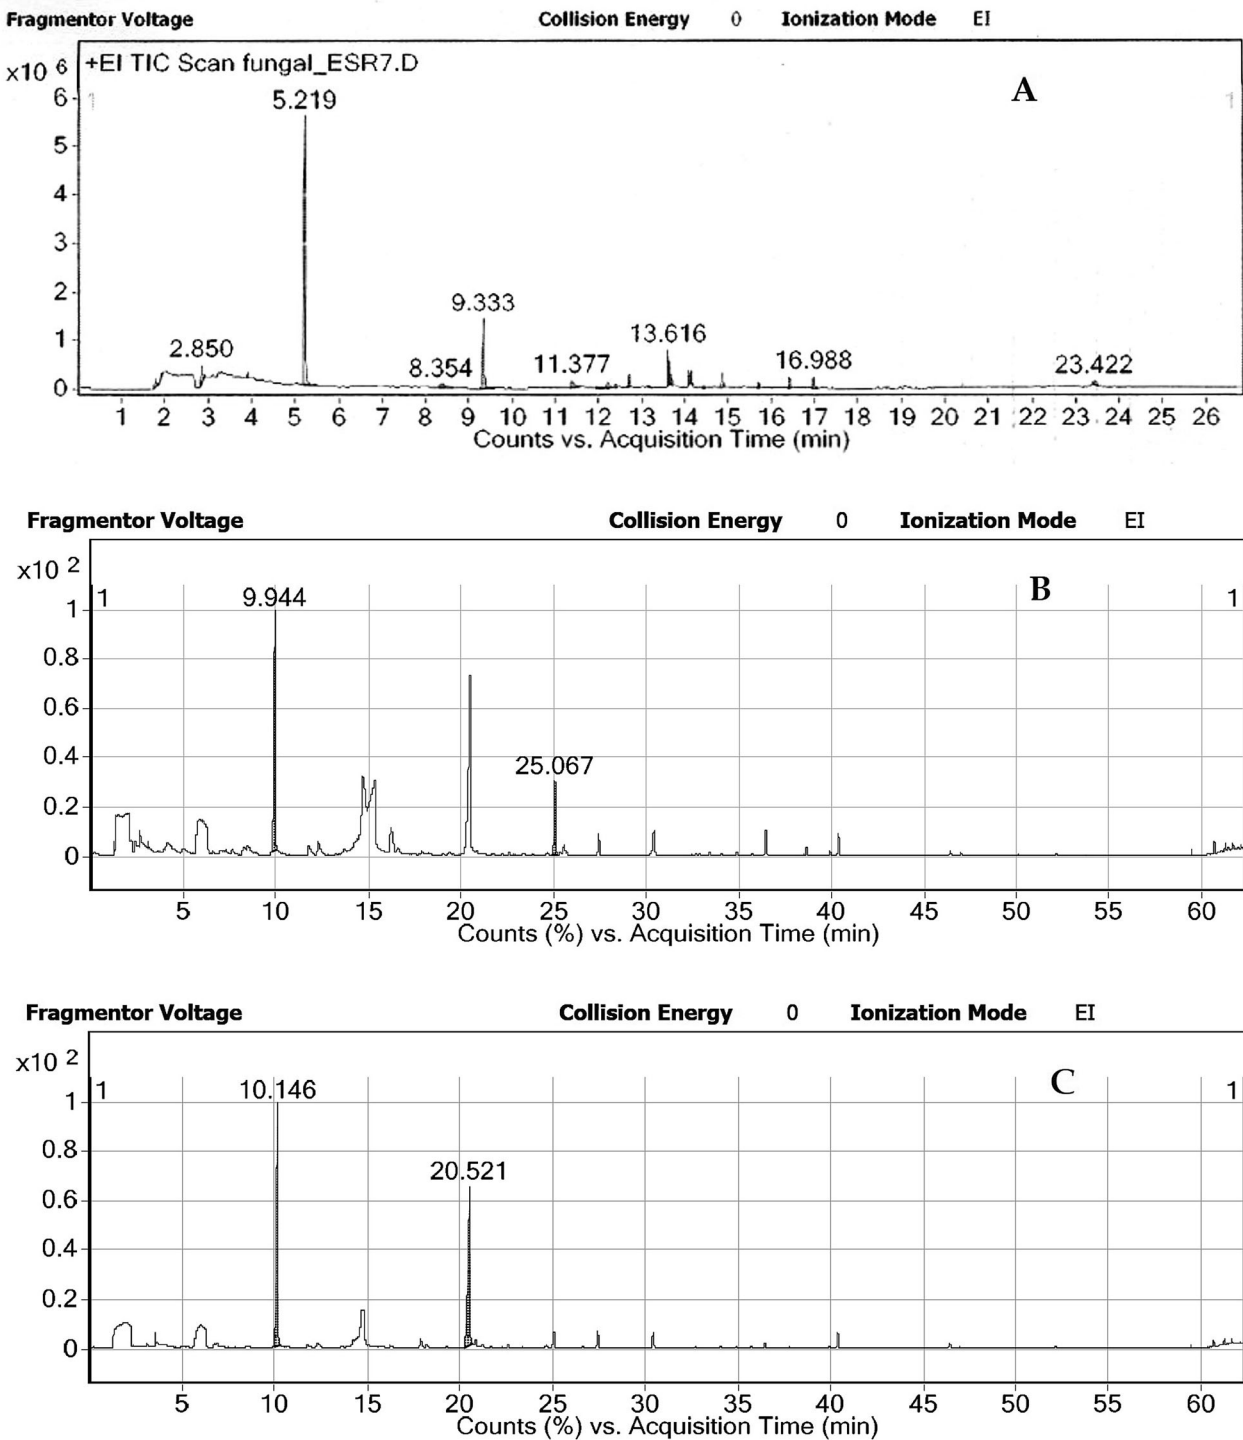 Fragmentor Voltage Collision Energy 0 Ionization Mode EI
x10 6 +EI TIC Scan fungal_ESR7.D
A
6 1 5.219 1
5
4
3
2 9.333
1 2.850 8.354 11.377 13.616 16.988 23.422
0
1 2 3 4 5 6 7 8 9 10 11 12 13 14 15 16 17 18 19 20 21 22 23 24 25 26
Counts vs. Acquisition Time (min)
Fragmentor Voltage Collision Energy 0 Ionization Mode EI
x10 2
B
1 1 9.944 1
0.8
0.6
0.4 25.067
0.2
0
5 10 15 20 25 30 35 40 45 50 55 60
Counts (%) vs. Acquisition Time (min)
Fragmentor Voltage Collision Energy 0 Ionization Mode EI
x10 2
C
1 1 10.146 1
0.8 20.521
0.6
0.4
0.2
0
5 10 15 20 25 30 35 40 45 50 55 60
Counts (%) vs. Acquisition Time (min)